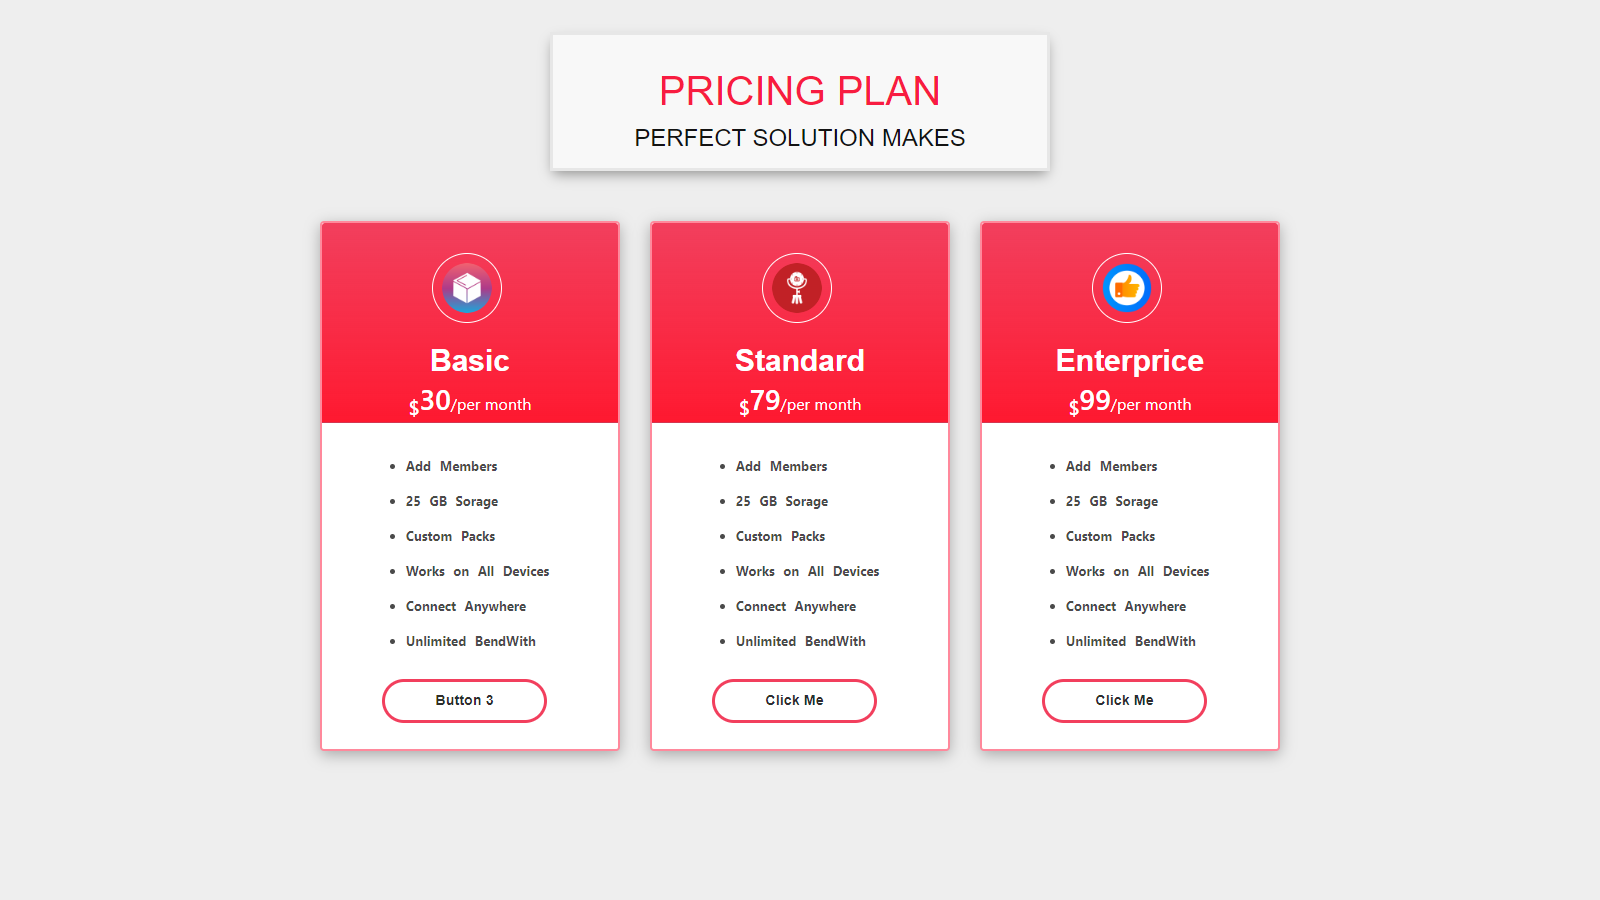 PRICING PLAN
PERFECT SOLUTION MAKES
Basic
$30/per month
Add Members
25 GB Sorage
Custom Packs
Works on All Devices
Connect Anywhere
Unlimited BendWith
Button 3
Standard
$79/per month
Add Members
25 GB Sorage
Custom Packs
Works on All Devices
Connect Anywhere
Unlimited BendWith
Click Me
Enterprice
$99/per month
Add Members
25 GB Sorage
Custom Packs
Works on All Devices
Connect Anywhere
Unlimited BendWith
Click Me